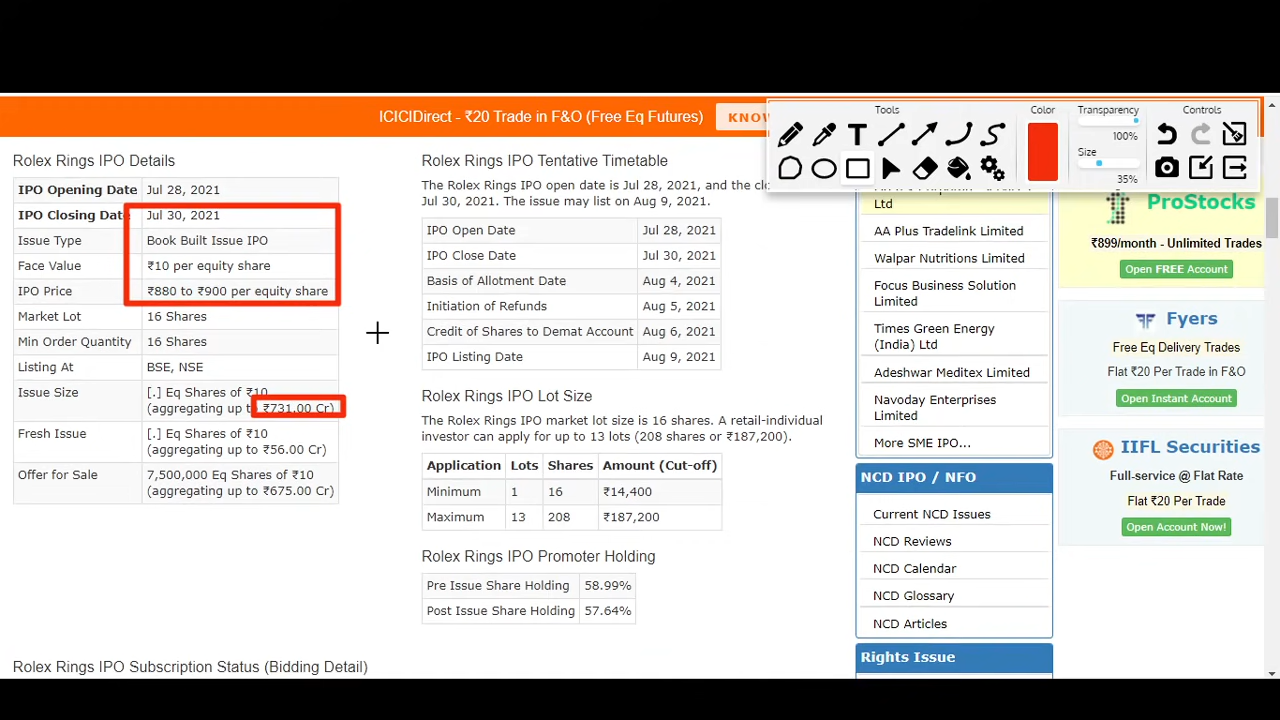 ICICIDirect - ₹20 Trade in F&O (Free Eq Futures)
KNOW
Tools
Color
Transparency
100%
Size
35%
Controls
Rolex Rings IPO Details
IPO Opening Date Jul 28, 2021
IPO Closing Date Jul 30, 2021
Issue Type Book Built Issue IPO
Face Value ₹10 per equity share
IPO Price ₹880 to ₹900 per equity share
Market Lot 16 Shares
Min Order Quantity 16 Shares
Listing At BSE, NSE
Issue Size [.] Eq Shares of ₹10
(aggregating up to ₹731.00 Cr)
Fresh Issue [.] Eq Shares of ₹10
(aggregating up to ₹56.00 Cr)
Offer for Sale 7,500,000 Eq Shares of ₹10
(aggregating up to ₹675.00 Cr)
Rolex Rings IPO Tentative Timetable
The Rolex Rings IPO open date is Jul 28, 2021, and the
Jul 30, 2021. The issue may list on Aug 9, 2021.
IPO Open Date Jul 28, 2021
IPO Close Date Jul 30, 2021
Basis of Allotment Date Aug 4, 2021
Initiation of Refunds Aug 5, 2021
Credit of Shares to Demat Account Aug 6, 2021
IPO Listing Date Aug 9, 2021
Rolex Rings IPO Lot Size
The Rolex Rings IPO market lot size is 16 shares. A retail-individual
investor can apply for up to 13 lots (208 shares or ₹187,200).
Application Lots Shares Amount (Cut-off)
Minimum 1 16 ₹14,400
Maximum 13 208 ₹187,200
Rolex Rings IPO Promoter Holding
Pre Issue Share Holding 58.99%
Post Issue Share Holding 57.64%
Rolex Rings IPO Subscription Status (Bidding Detail)
Ltd
AA Plus Tradelink Limited
Walpar Nutritions Limited
Focus Business Solution
Limited
Times Green Energy
(India) Ltd
Adeshwar Meditex Limited
Navoday Enterprises
Limited
More SME IPO...
NCD IPO / NFO
Current NCD Issues
NCD Reviews
NCD Calendar
NCD Glossary
NCD Articles
Rights Issue
ProStocks
₹899/month - Unlimited Trades
Open FREE Account
Fyers
Free Eq Delivery Trades
Flat ₹20 Per Trade in F&O
Open Instant Account
IIFL Securities
Full-service @ Flat Rate
Flat ₹20 Per Trade
Open Account Now!